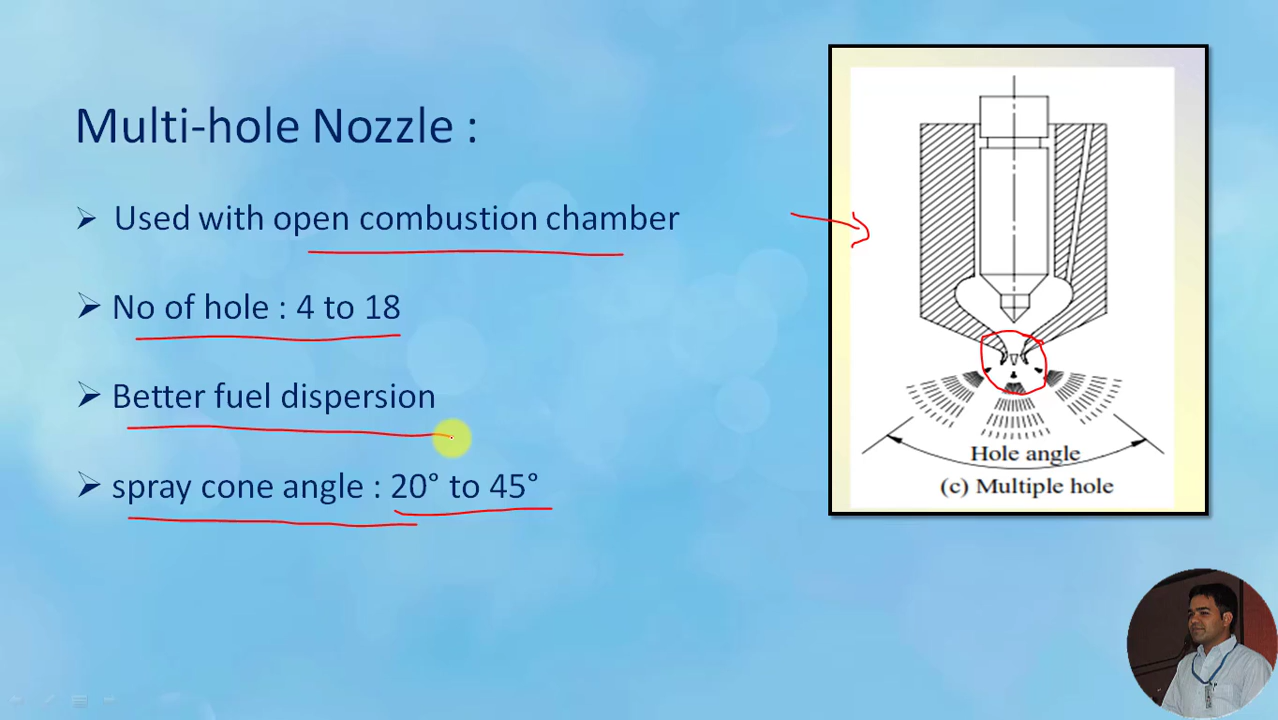 Multi-hole Nozzle :
Used with open combustion chamber
No of hole : 4 to 18
Better fuel dispersion
spray cone angle : 20° to 45°
Hole angle
(c) Multiple hole